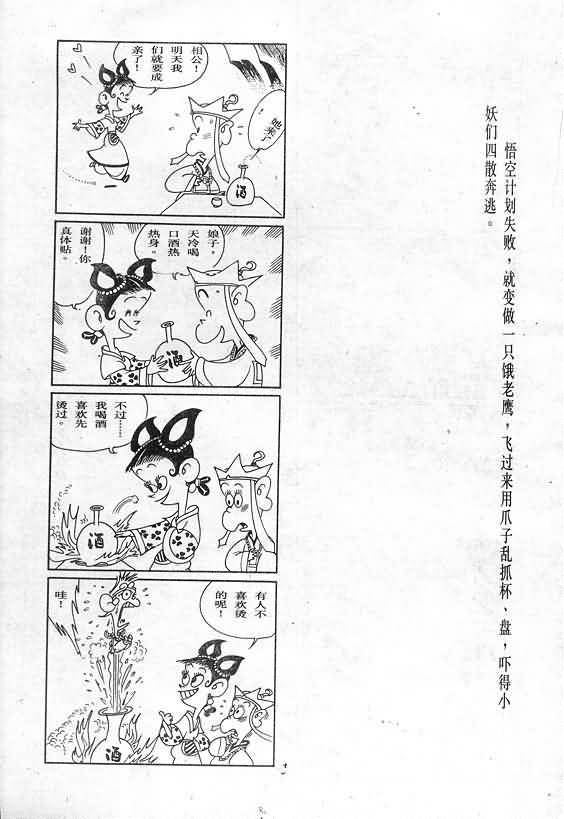 悟空计划失败，就变做一只饿老鹰，飞过来用爪子乱抓杯、盘，吓得小
妖们四散奔逃。
相公！
明天我
们就要成
亲了！
她来了！
酒
娘子，
天冷喝
口酒热
热身。
谢谢！你
真体贴。
酒
不过……
我喝酒
喜欢先
烫过。
酒
有人不
喜欢烫
的呢！
哇！
酒